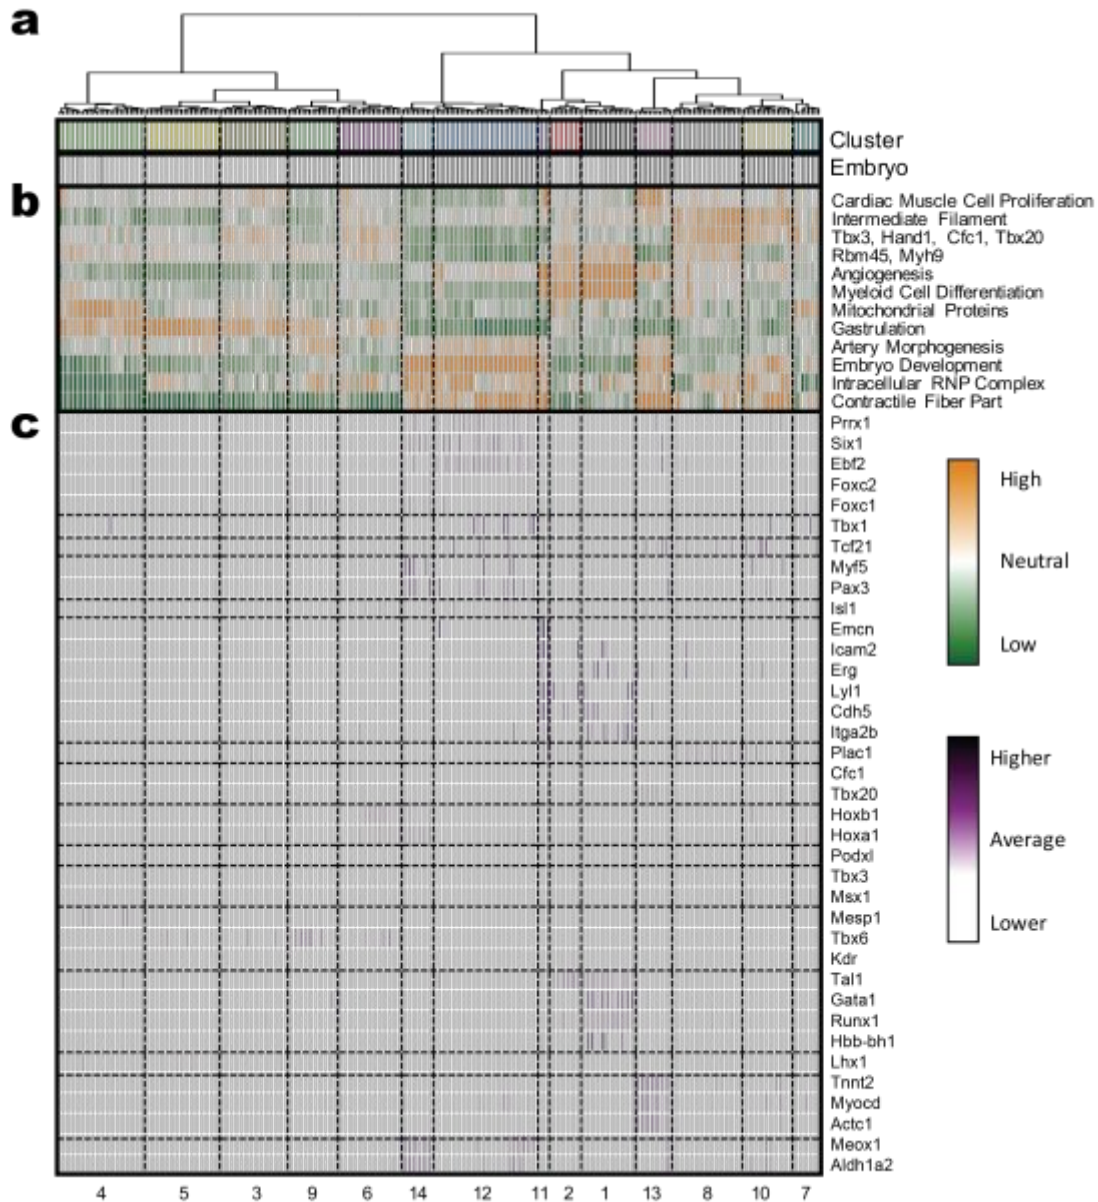 a
Cluster
Embryo
b
Cardiac Muscle Cell Proliferation
Intermediate Filament
Tbx3, Hand1, Cfc1, Tbx20
Rbm45, Myh9
Angiogenesis
Myeloid Cell Differentiation
Mitochondrial Proteins
Gastrulation
Artery Morphogenesis
Embryo Development
Intracellular RNP Complex
Contractile Fiber Part
c
Prrx1
Six1
Ebf2
Foxc2
Foxc1
Tbx1
Tcf21
Myf5
Pax3
Isl1
Emcn
Icam2
Erg
Lyl1
Cdh5
Itga2b
Plac1
Cfc1
Tbx20
Hoxb1
Hoxa1
Podxl
Tbx3
Msx1
Mesp1
Tbx6
Kdr
Tal1
Gata1
Runx1
Hbb-bh1
Lhx1
Tnnt2
Myocd
Actc1
Meox1
Aldh1a2
High
Neutral
Low
Higher
Average
Lower
4 5 3 9 6 14 12 11 2 1 13 8 10 7